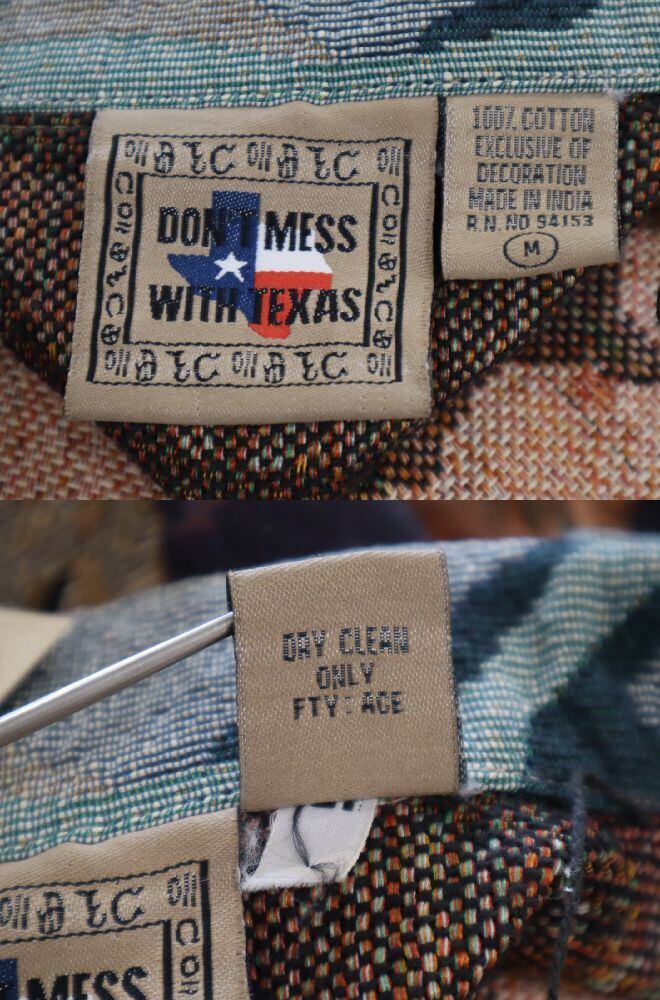 DON'T MESS
WITH TEXAS
100% COTTON
EXCLUSIVE OF
DECORATION
MADE IN INDIA
R.N. NO 94153
M
DRY CLEAN
ONLY
FTY: ACE
MESS